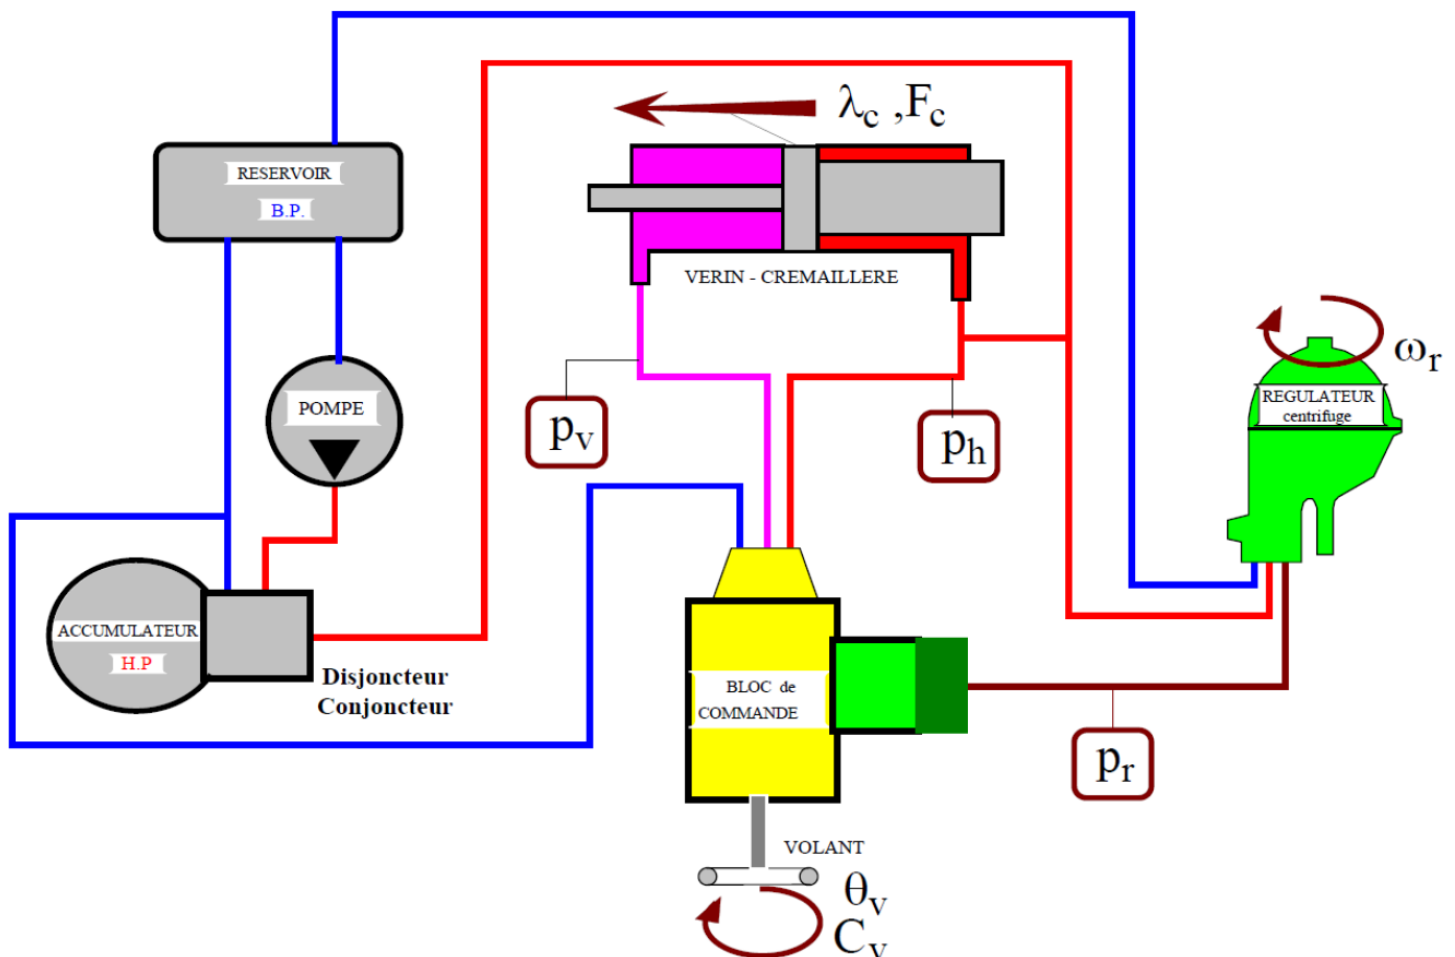 λc ,Fc
RESERVOIR
B.P.
VERIN - CREMAILLERE
ωr
REGULATEUR
centrifuge
POMPE
pv
ph
ACCUMULATEUR
H.P
Disjoncteur
Conjoncteur
BLOC de
COMMANDE
pr
VOLANT
θv
Cv